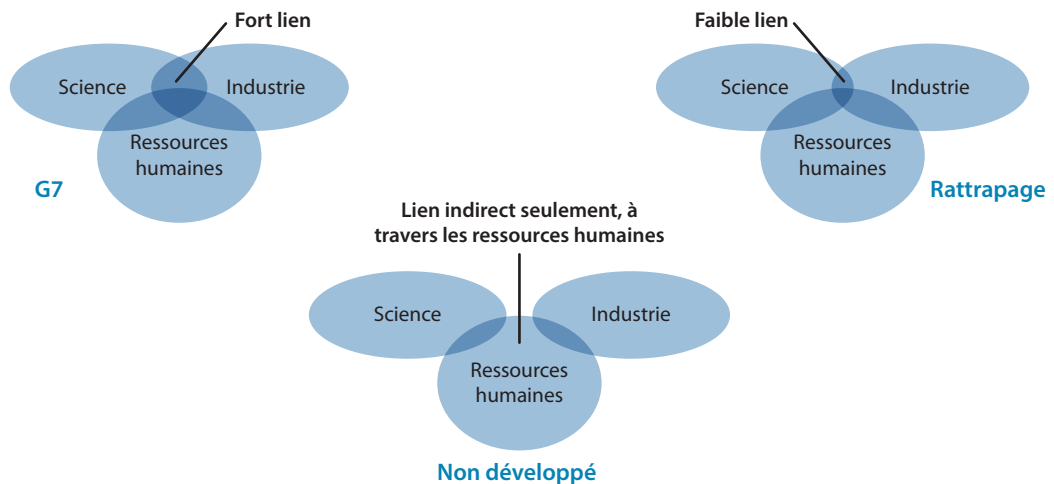 Fort lien
Science
Industrie
Ressources
humaines
G7
Faible lien
Science
Industrie
Ressources
humaines
Rattrapage
Lien indirect seulement, à
travers les ressources humaines
Science
Industrie
Ressources
humaines
Non développé